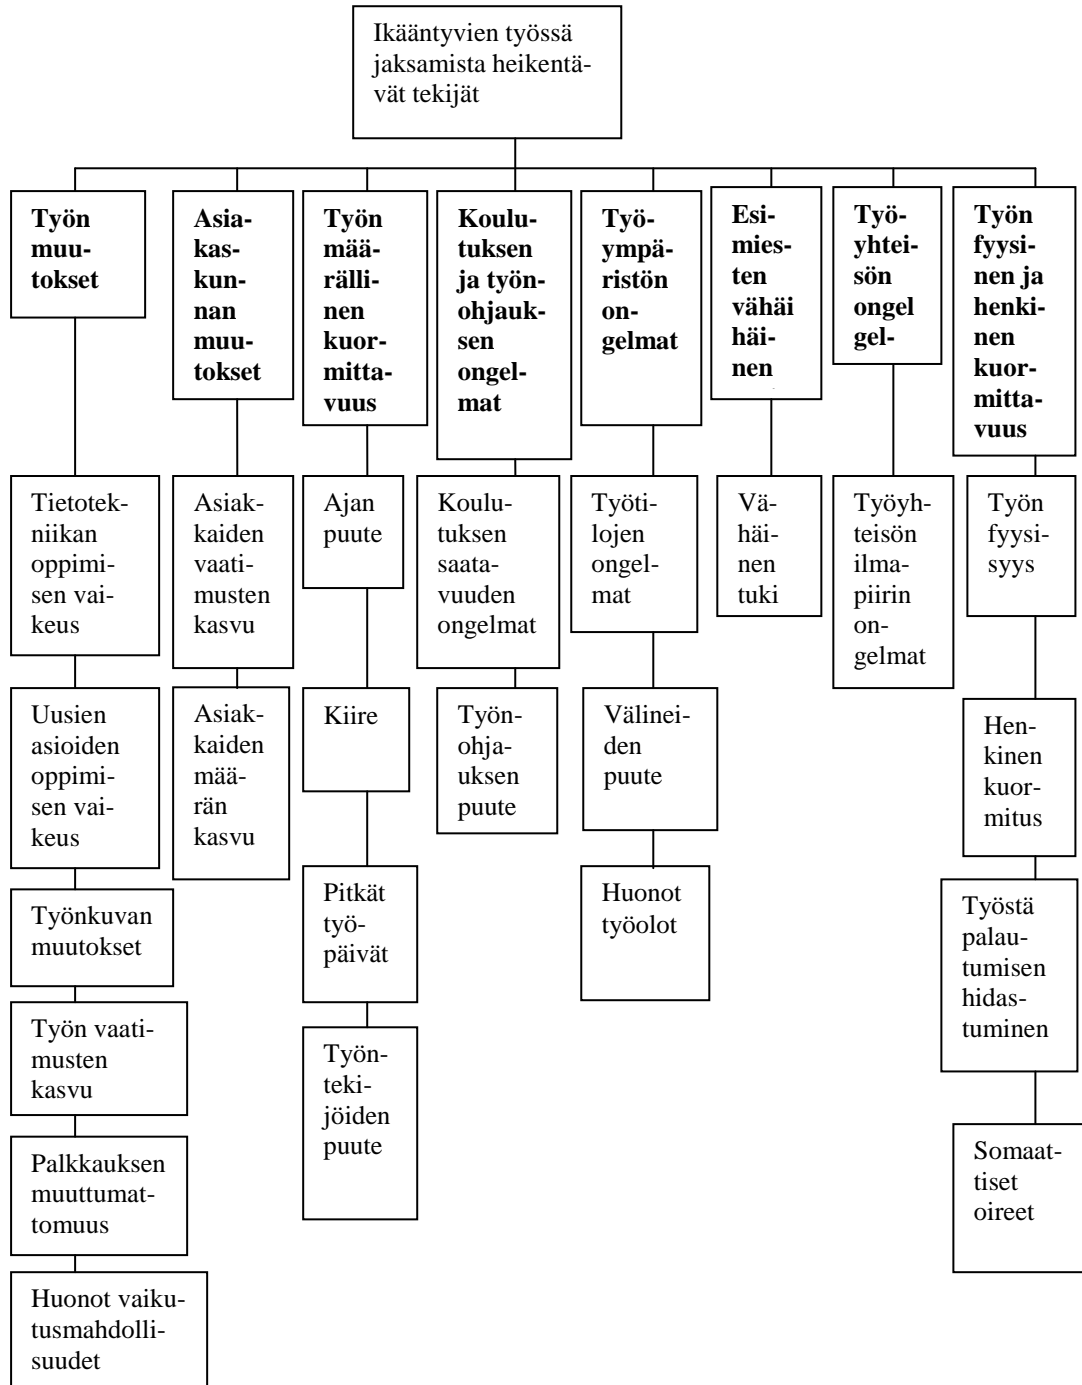 Ikääntyvien työssä
jaksamista heikentä-
vät tekijät
Työn
muu-
tokset
Asia-
kas-
kun-
nan
muu-
tokset
Työn
mää-
rälli-
nen
kuor-
mitta-
vuus
Koulu-
tuksen
ja työn-
ohjauk-
sen
ongel-
mat
Työ-
ympä-
ristön
on-
gelmat
Esi-
mies-
ten
vähäi
häi-
nen
Työ-
yhtei-
sön
ongel
gel-
Työn
fyysi-
nen ja
henki-
nen
kuor-
mitta-
vuus
Tietotek-
niikan
oppimi-
sen vai-
keus
Uusien
asioiden
oppimi-
sen vai-
keus
Työnkuvan
muutokset
Työn vaati-
musten
kasvu
Palkkauksen
muuttumat-
tomuus
Huonot vaiku-
tusmahdolli-
suudet
Asiak-
kaiden
vaati-
musten
kasvu
Asiak-
kaiden
mää-
rän
kasvu
Ajan
puute
Kiire
Pitkät
työ-
päivät
Työn-
teki-
jöiden
puute
Koulu-
tuksen
saata-
vuuden
ongelmat
Työn-
ohja-
uksen
puute
Työti-
lojen
ongel-
mat
Välinei-
den
puute
Huonot
työolot
Vä-
häinen
tuki
Työyh-
teisön
ilma-
piirin
on-
gelmat
Työn
fyysi-
syys
Hen-
kinen
kuor-
mitus
Työstä
palau-
tumisen
hidas-
tuminen
Somaat-
tiset
oireet